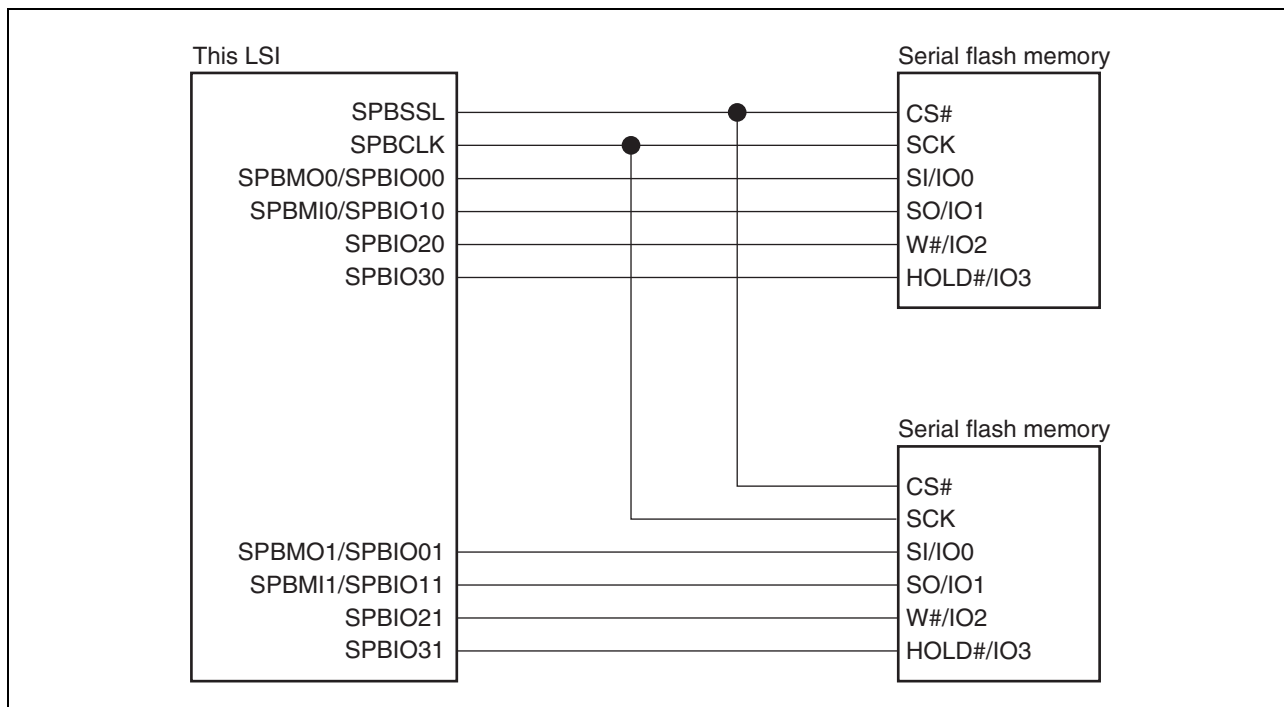 This LSI
SPBSSL
SPBCLK
SPBMO0/SPBIO00
SPBMI0/SPBIO10
SPBIO20
SPBIO30
SPBMO1/SPBIO01
SPBMI1/SPBIO11
SPBIO21
SPBIO31
Serial flash memory
CS#
SCK
SI/IO0
SO/IO1
W#/IO2
HOLD#/IO3
Serial flash memory
CS#
SCK
SI/IO0
SO/IO1
W#/IO2
HOLD#/IO3